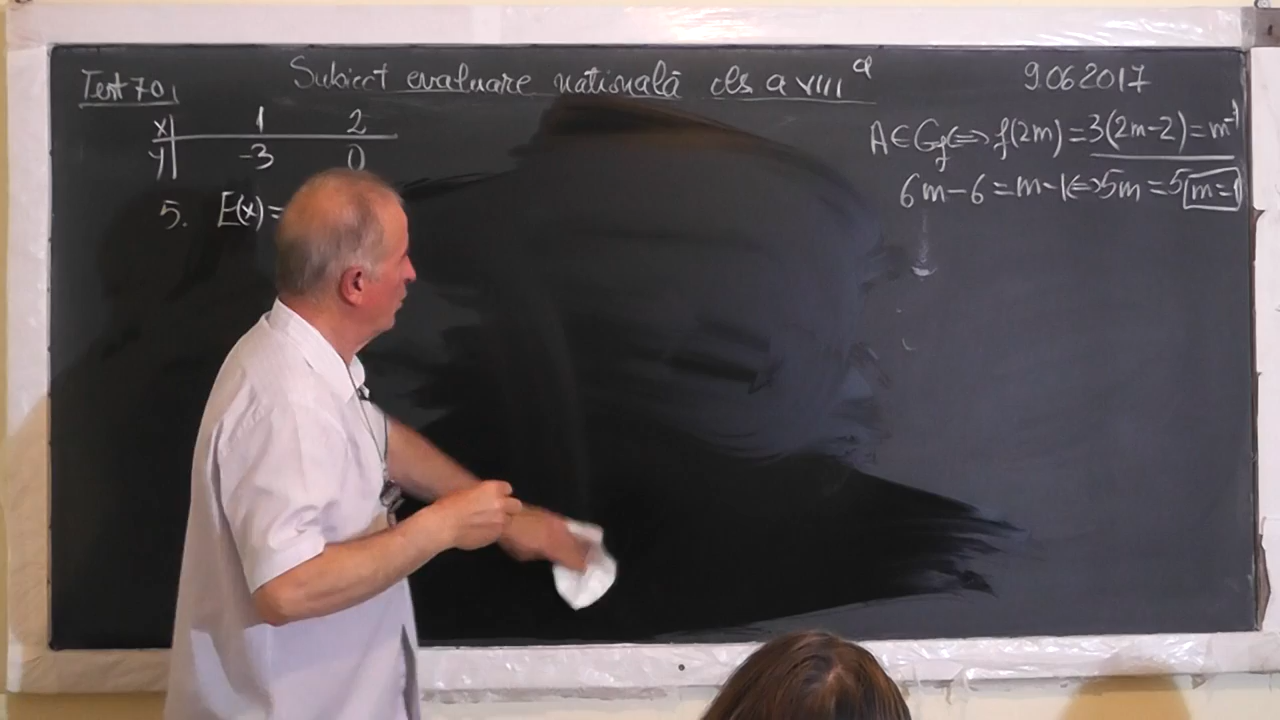 Test 70, Subiect evaluare națională cls a VIIIa 9.06.2017
x 1 2
y -3 0
5. E(x)=
A∈Gf⇔f(2m)=3(2m-2)=m-1
6m-6=m-1⇔5m=5 m=1